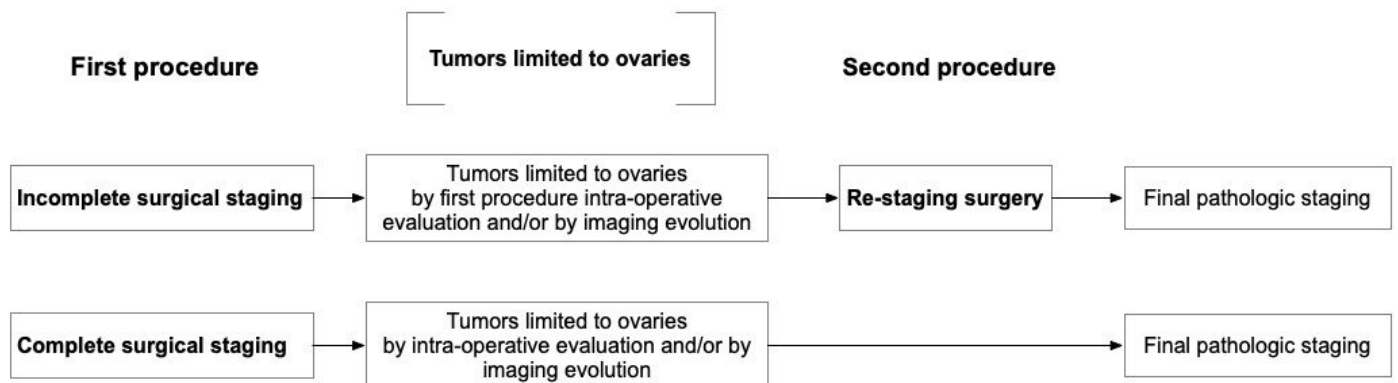 First procedure
Tumors limited to ovaries
Second procedure
Incomplete surgical staging
Tumors limited to ovaries
by first procedure intra-operative
evaluation and/or by imaging evolution
Re-staging surgery
Final pathologic staging
Complete surgical staging
Tumors limited to ovaries
by intra-operative evaluation and/or by
imaging evolution
Final pathologic staging